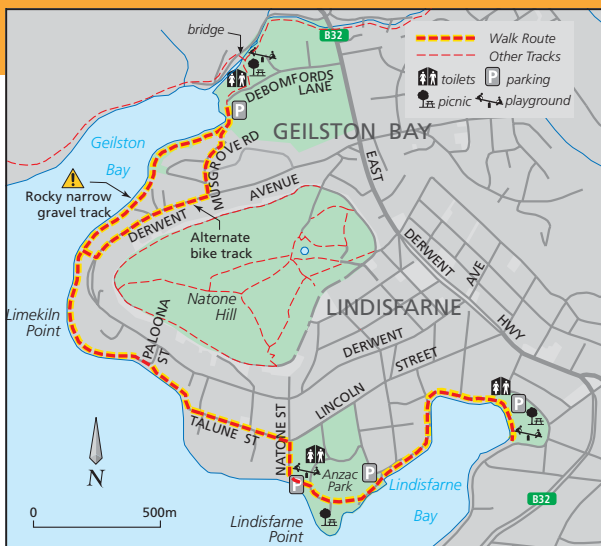 bridge
B32
Walk Route
Other Tracks
toilets
P parking
picnic
playground
DEBOMFORDS
LANE
P
GEILSTON BAY
Geilston
Bay
MUSGROVE RD
EAST
DERWENT
HWY
Rocky narrow
gravel track
DERWENT AVENUE
Alternate
bike track
Natone
Hill
LINDISFARNE
DERWENT AVE
Limekiln
Point
PALOONA
ST
LINCOLN STREET
TALUNE ST
NATONE ST
P
N
Anzac
Park
P
P
Lindisfarne
Bay
B32
0 500m
Lindisfarne
Point